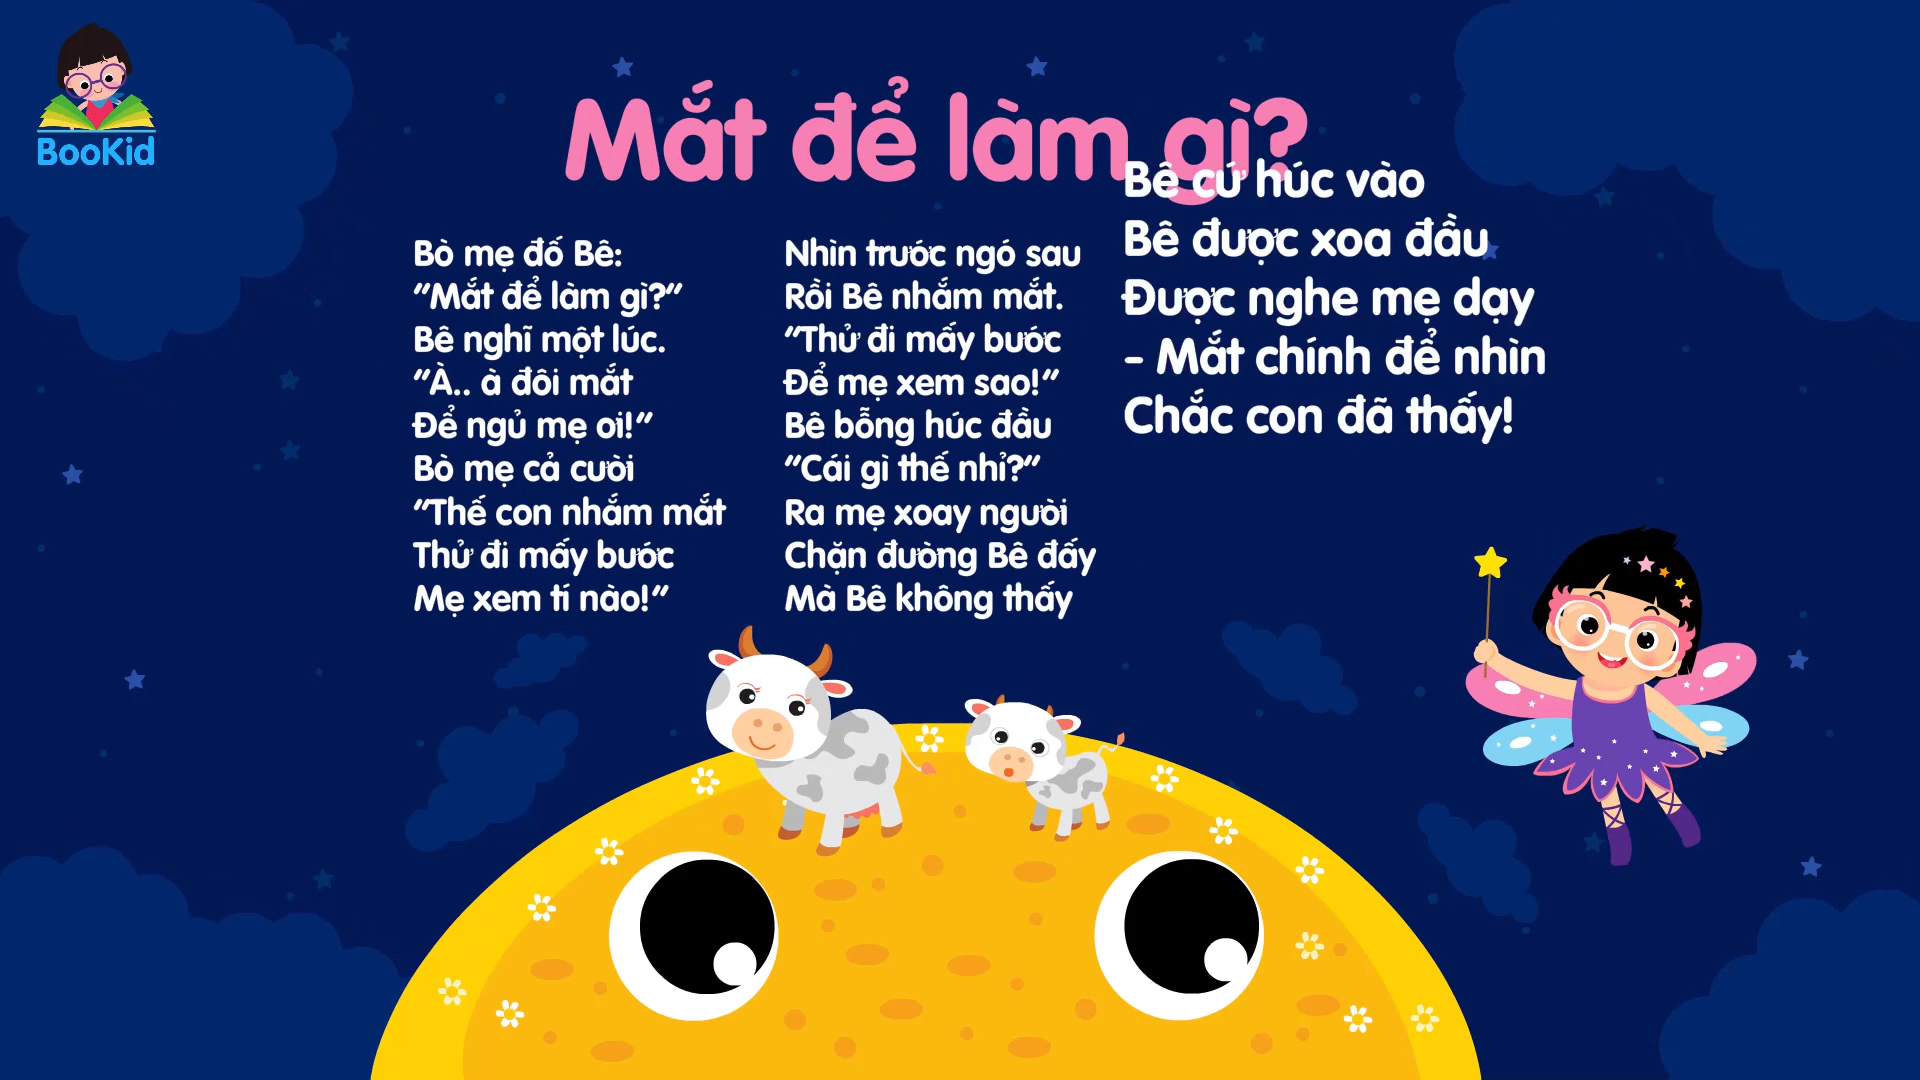 BooKid
Mắt để làm gì?
Bò mẹ đố Bê:
"Mắt để làm gì?"
Bê nghĩ một lúc.
"À.. à đôi mắt
Để ngủ mẹ ơi!"
Bò mẹ cả cười
"Thế con nhắm mắt
Thử đi mấy bước
Mẹ xem tí nào!"
Nhìn trước ngó sau
Rồi Bê nhắm mắt.
"Thử đi mấy bước
Để mẹ xem sao!"
Bê bỗng húc đầu
"Cái gì thế nhỉ?"
Ra mẹ xoay người
Chặn đường Bê đấy
Mà Bê không thấy
Bê cứ húc vào
Bê được xoa đầu
Được nghe mẹ dạy
– Mắt chính để nhìn
Chắc con đã thấy!